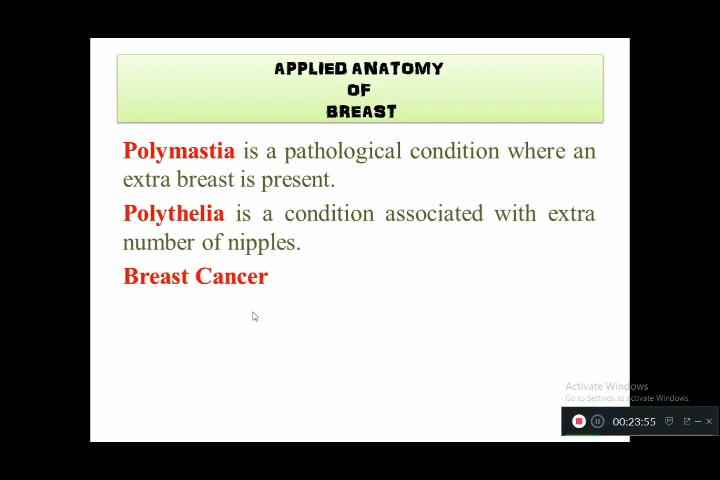 APPLIED ANATOMY
OF
BREAST
Polymastia is a pathological condition where an
extra breast is present.
Polythelia is a condition associated with extra
number of nipples.
Breast Cancer
Activate Windows
Go to Settings to activate Windows.
00:23:55